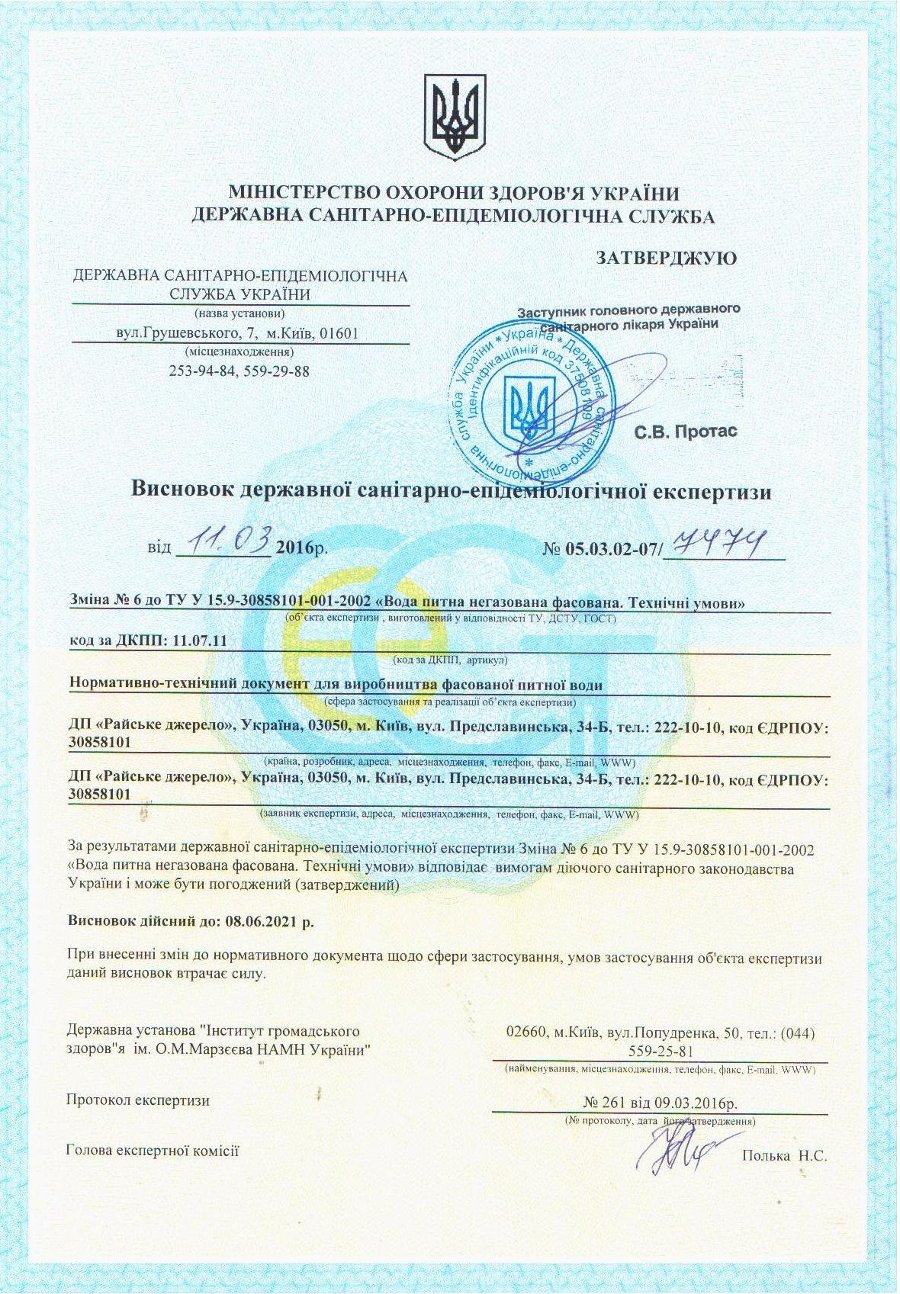 МІНІСТЕРСТВО ОХОРОНИ ЗДОРОВ'Я УКРАЇНИ
ДЕРЖАВНА САНІТАРНО-ЕПІДЕМІОЛОГІЧНА СЛУЖБА
ЗАТВЕРДЖУЮ
ДЕРЖАВНА САНІТАРНО-ЕПІДЕМІОЛОГІЧНА
СЛУЖБА УКРАЇНИ
(назва установи)
вул.Грушевського, 7, м.Київ, 01601
(місцезнаходження)
253-94-84, 559-29-88
Заступник головного державного
санітарного лікаря України
Україна * Державна санітарно-епідеміологічна служба України *
Ідентифікаційний код 37508109
С.В. Протас
Висновок державної санітарно-епідеміологічної експертизи
від 11.03 2016р.
№ 05.03.02-07/ 7474
Зміна № 6 до ТУ У 15.9-30858101-001-2002 «Вода питна негазована фасована. Технічні умови»
(об'єкта експертизи , виготовлений у відповідності ТУ, ДСТУ, ГОСТ)
код за ДКПП: 11.07.11
(код за ДКПП, артикул)
Нормативно-технічний документ для виробництва фасованої питної води
(сфера застосування та реалізації об'єкта експертизи)
ДП «Райське джерело», Україна, 03050, м. Київ, вул. Предславинська, 34-Б, тел.: 222-10-10, код ЄДРПОУ:
30858101
(країна, розробник, адреса, місцезнаходження, телефон, факс, E-mail, WWW)
ДП «Райське джерело», Україна, 03050, м. Київ, вул. Предславинська, 34-Б, тел.: 222-10-10, код ЄДРПОУ:
30858101
(заявник експертизи, адреса, місцезнаходження, телефон, факс, E-mail, WWW)
За результатами державної санітарно-епідеміологічної експертизи Зміна № 6 до ТУ У 15.9-30858101-001-2002
«Вода питна негазована фасована. Технічні умови» відповідає вимогам діючого санітарного законодавства
України і може бути погоджений (затверджений)
Висновок дійсний до: 08.06.2021 р.
При внесенні змін до нормативного документа щодо сфери застосування, умов застосування об'єкта експертизи
даний висновок втрачає силу.
Державна установа "Інститут громадського
здоров"я ім. О.М.Марзєєва НАМН України"
02660, м.Київ, вул.Попудренка, 50, тел.: (044)
559-25-81
(найменування, місцезнаходження, телефон, факс, E-mail, WWW)
Протокол експертизи
№ 261 від 09.03.2016р.
(№ протоколу, дата його затвердження)
Голова експертної комісії
Полька Н.С.